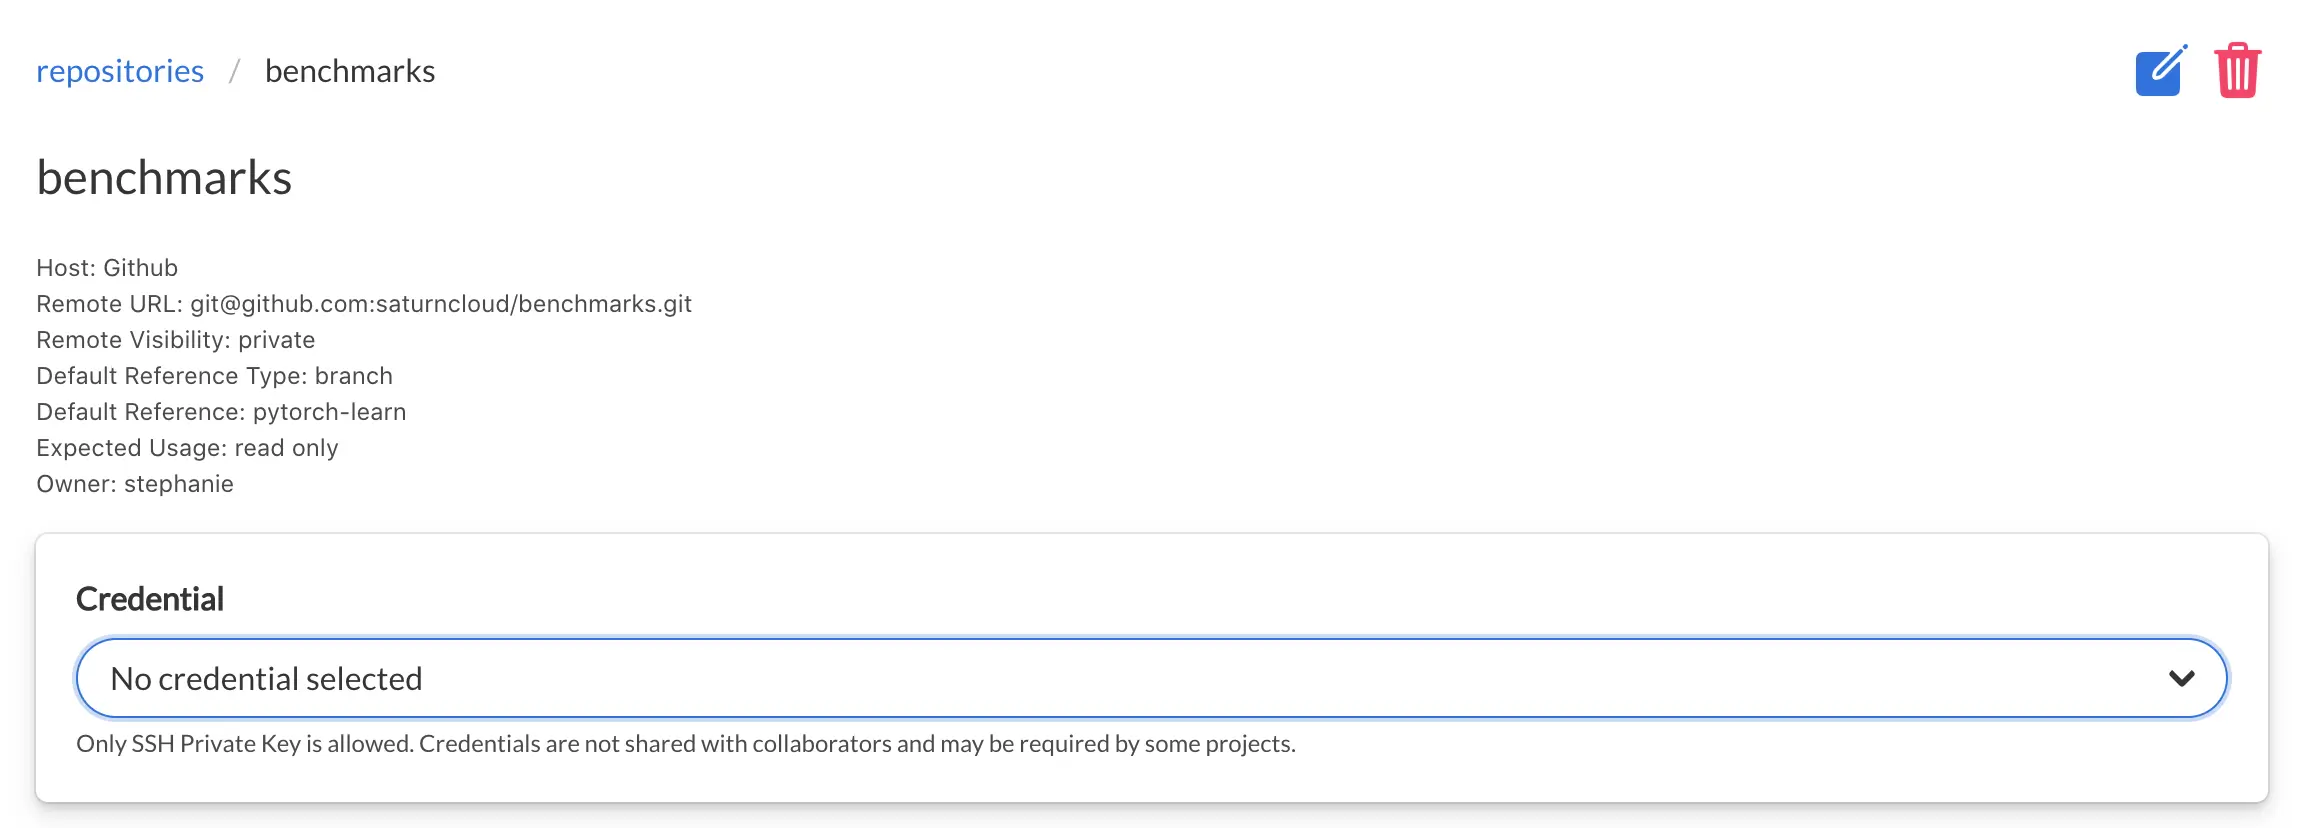 repositories / benchmarks
benchmarks
Host: Github
Remote URL: git@github.com:saturncloud/benchmarks.git
Remote Visibility: private
Default Reference Type: branch
Default Reference: pytorch-learn
Expected Usage: read only
Owner: stephanie
Credential
No credential selected
Only SSH Private Key is allowed. Credentials are not shared with collaborators and may be required by some projects.